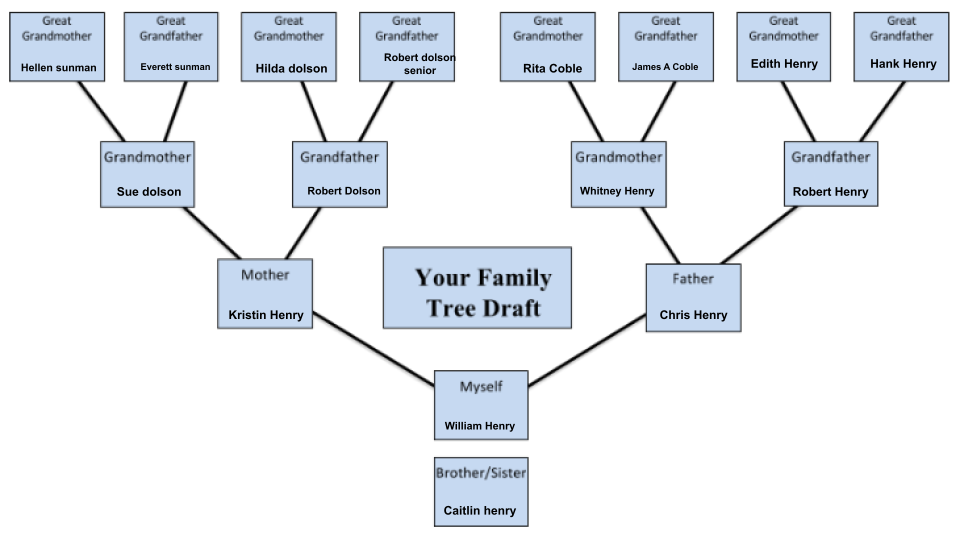 Great
Grandmother
Hellen sunman
Great
Grandfather
Everett sunman
Great
Grandmother
Hilda dolson
Great
Grandfather
Robert dolson
senior
Great
Grandmother
Rita Coble
Great
Grandfather
James A Coble
Great
Grandmother
Edith Henry
Great
Grandfather
Hank Henry
Grandmother
Sue dolson
Grandfather
Robert Dolson
Grandmother
Whitney Henry
Grandfather
Robert Henry
Mother
Kristin Henry
Your Family
Tree Draft
Father
Chris Henry
Myself
William Henry
Brother/Sister
Caitlin henry